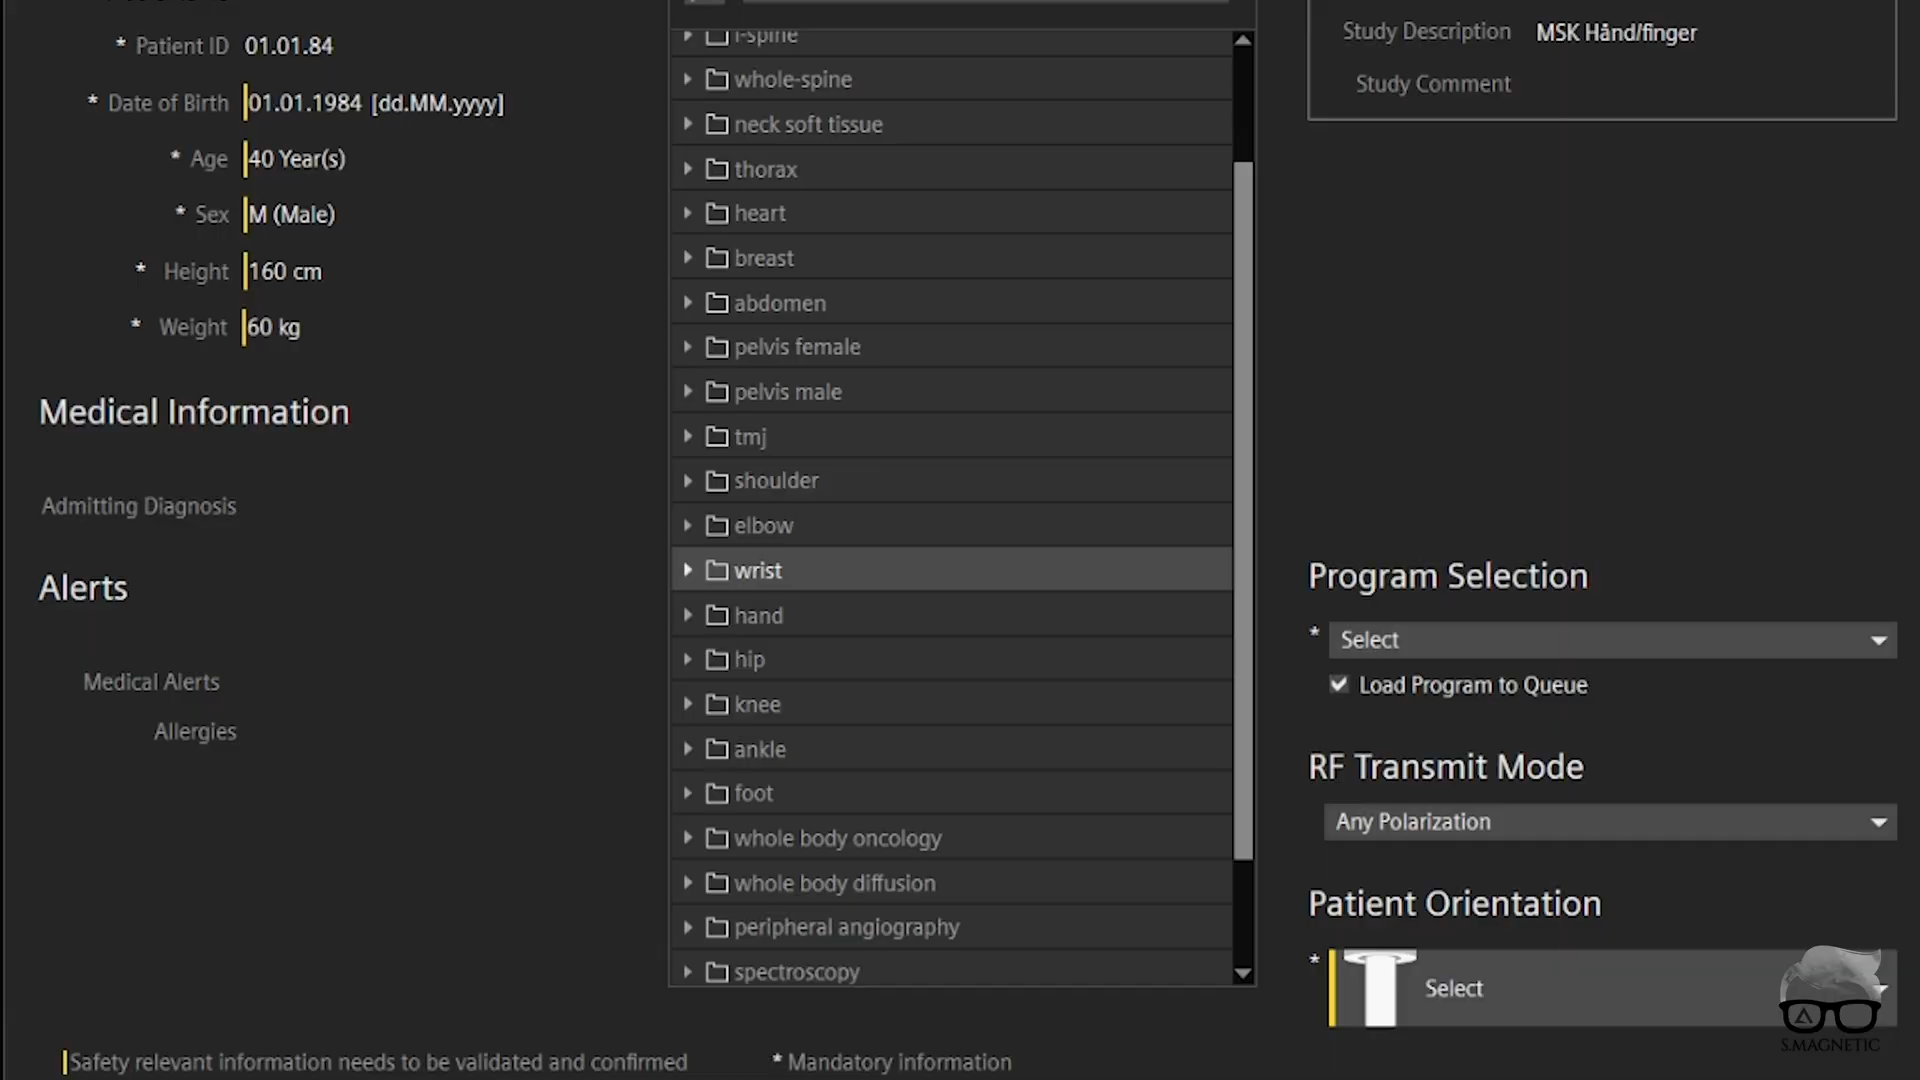 * Patient ID 01.01.84
* Date of Birth 01.01.1984 [dd.MM.yyyy]
* Age 40 Year(s)
* Sex M (Male)
* Height 160 cm
* Weight 60 kg
Medical Information
Admitting Diagnosis
Alerts
Medical Alerts
Allergies
Safety relevant information needs to be validated and confirmed
* Mandatory information
whole-spine
neck soft tissue
thorax
heart
breast
abdomen
pelvis female
pelvis male
tmj
shoulder
elbow
wrist
hand
hip
knee
ankle
foot
whole body oncology
whole body diffusion
peripheral angiography
spectroscopy
Study Description MSK Hånd/finger
Study Comment
Program Selection
* Select
Load Program to Queue
RF Transmit Mode
Any Polarization
Patient Orientation
* Select
S.MAGNETIC